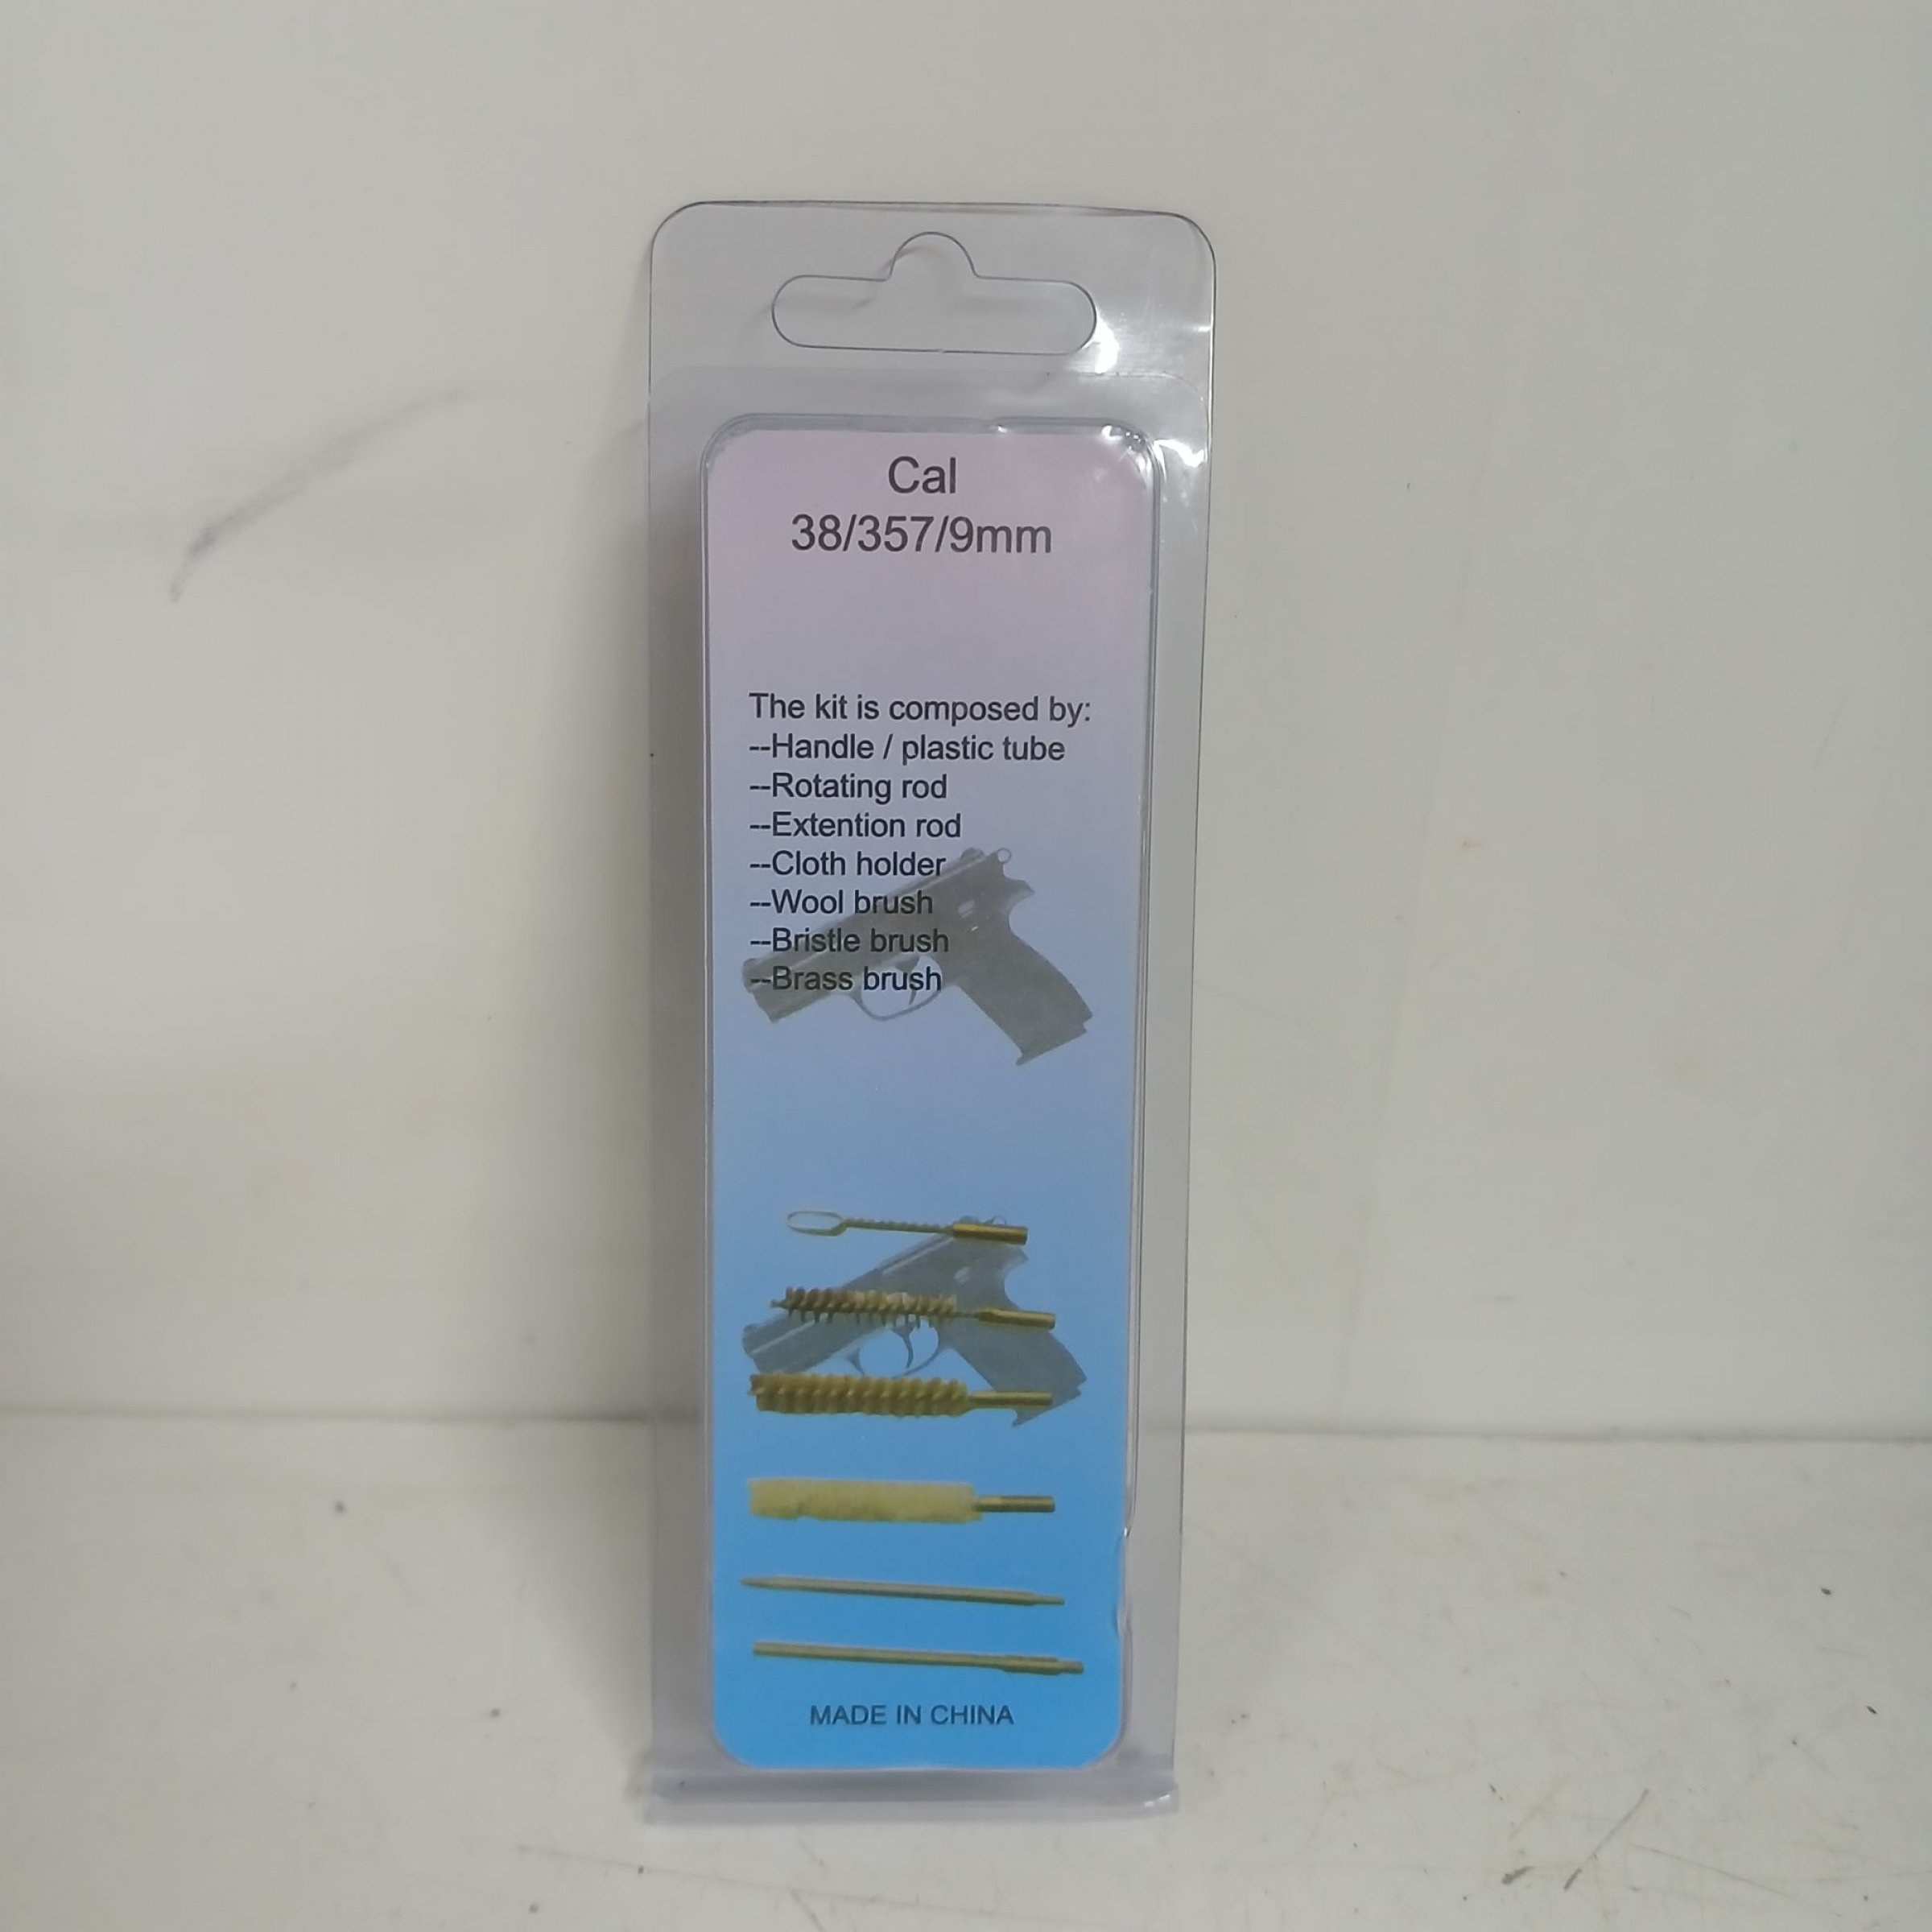 Cal
38/357/9mm
The kit is composed by:
--Handle / plastic tube
--Rotating rod
--Extention rod
--Cloth holder
--Wool brush
--Bristle brush
--Brass brush
MADE IN CHINA